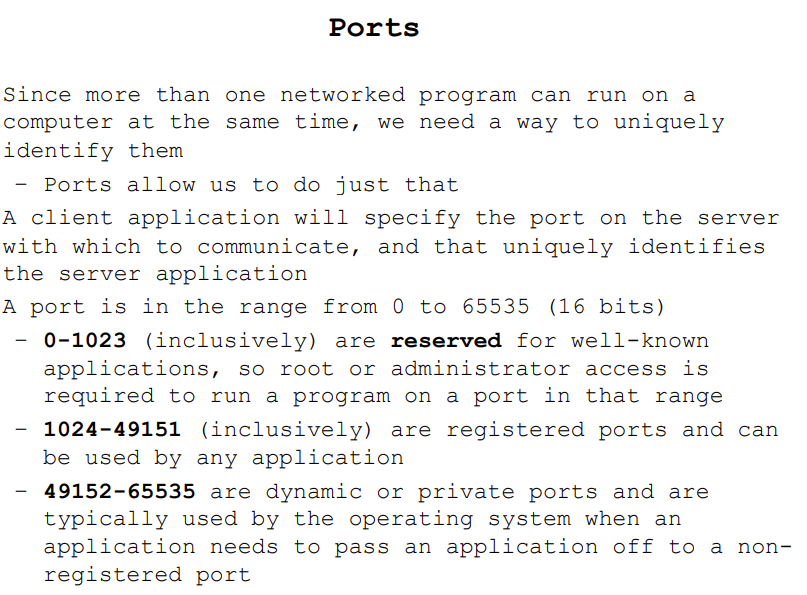 Ports
Since more than one networked program can run on a
computer at the same time, we need a way to uniquely
identify them
– Ports allow us to do just that
A client application will specify the port on the server
with which to communicate, and that uniquely identifies
the server application
A port is in the range from 0 to 65535 (16 bits)
– 0-1023 (inclusively) are reserved for well-known
applications, so root or administrator access is
required to run a program on a port in that range
– 1024-49151 (inclusively) are registered ports and can
be used by any application
– 49152-65535 are dynamic or private ports and are
typically used by the operating system when an
application needs to pass an application off to a non-
registered port